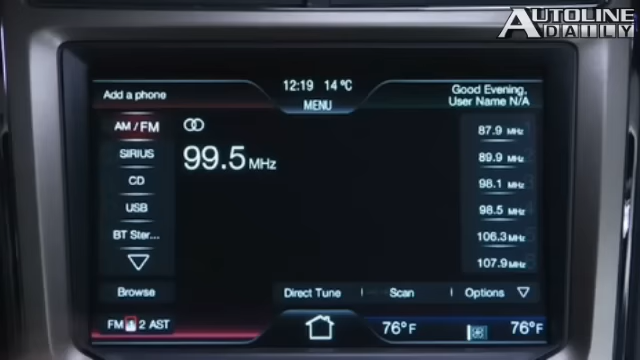 AUTOLINE
DAILY
12:19 14°C
Add a phone
MENU
Good Evening,
User Name N/A
AM / FM
SIRIUS
CD
USB
BT Ster...
Browse
99.5 MHz
87.9 MHz
89.9 MHz
98.1 MHz
98.5 MHz
106.3 MHz
107.9 MHz
Direct Tune
Scan
Options
FM 1 2 AST
76°F
76°F